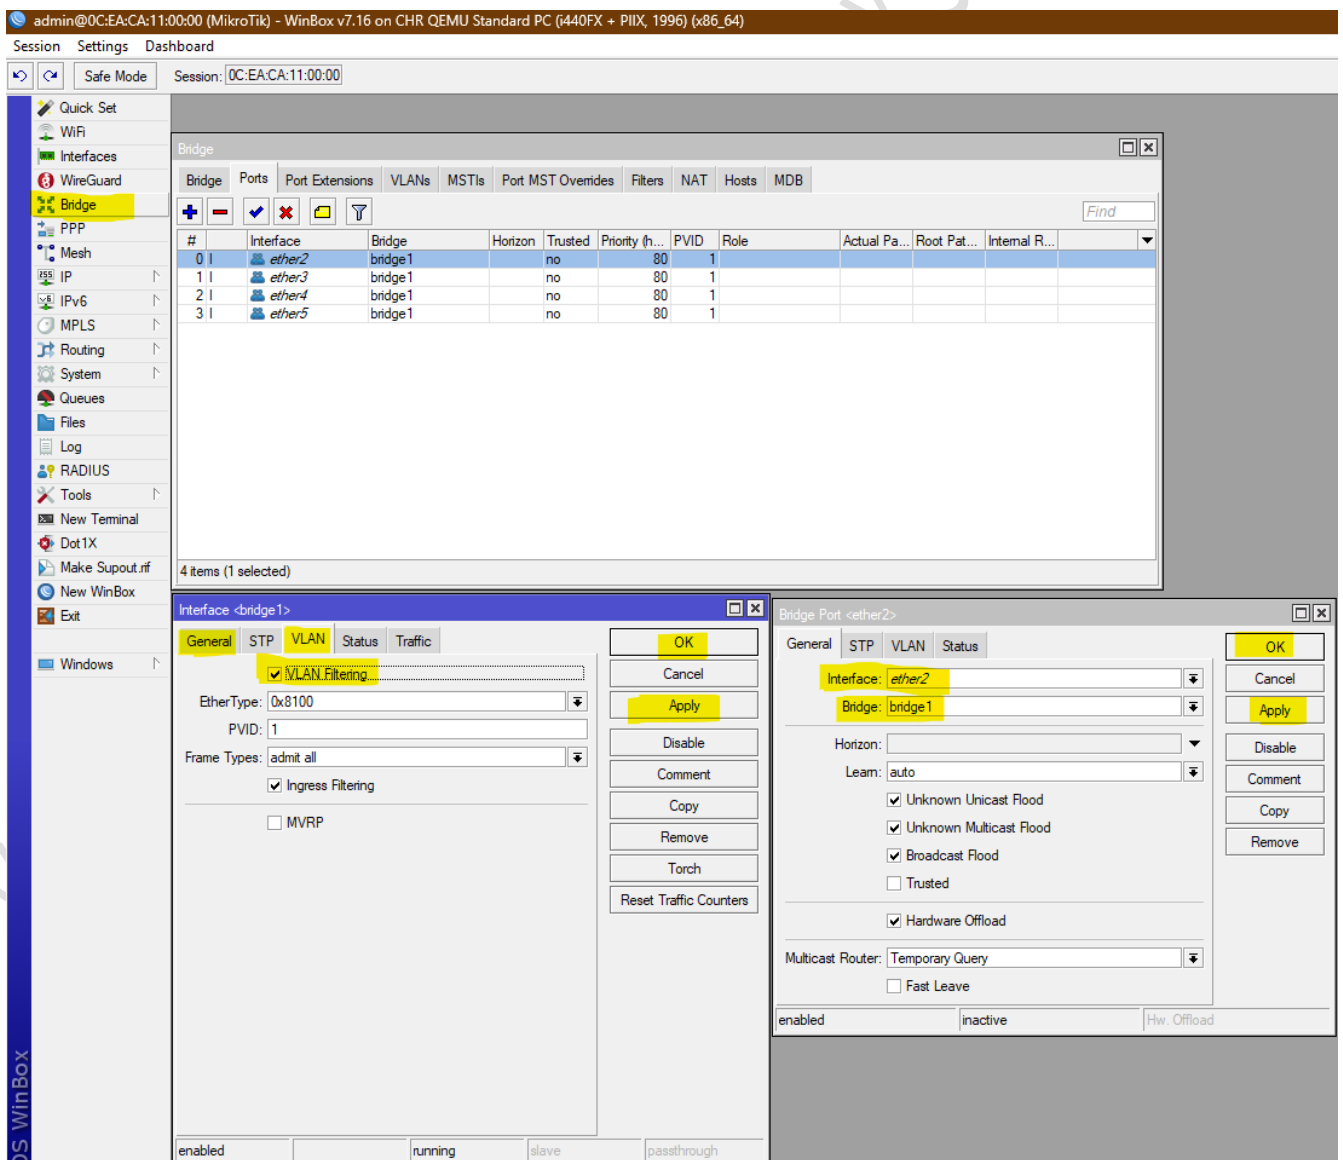 admin@0C:EA:CA:11:00:00 (MikroTik) - WinBox v7.16 on CHR QEMU Standard PC (i440FX + PIIX, 1996) (x86_64)
Session Settings Dashboard
Safe Mode Session: 0C:EA:CA:11:00:00
Quick Set
WiFi
Interfaces
WireGuard
Bridge
PPP
Mesh
IP
IPv6
MPLS
Routing
System
Queues
Files
Log
RADIUS
Tools
New Terminal
Dot1X
Make Supout.rif
New WinBox
Exit
Windows
Bridge
Bridge Ports Port Extensions VLANs MSTIs Port MST Overrides Filters NAT Hosts MDB
Find
# Interface Bridge Horizon Trusted Priority (h... PVID Role Actual Pa... Root Pat... Internal R...
0 I ether2 bridge1 no 80 1
1 I ether3 bridge1 no 80 1
2 I ether4 bridge1 no 80 1
3 I ether5 bridge1 no 80 1
4 items (1 selected)
Interface <bridge1>
General STP VLAN Status Traffic
VLAN Filtering
EtherType: 0x8100
PVID: 1
Frame Types: admit all
Ingress Filtering
MVRP
OK
Cancel
Apply
Disable
Comment
Copy
Remove
Torch
Reset Traffic Counters
enabled running slave passthrough
Bridge Port <ether2>
General STP VLAN Status
Interface: ether2
Bridge: bridge1
Horizon:
Learn: auto
Unknown Unicast Flood
Unknown Multicast Flood
Broadcast Flood
Trusted
Hardware Offload
Multicast Router: Temporary Query
Fast Leave
OK
Cancel
Apply
Disable
Comment
Copy
Remove
enabled inactive Hw. Offload
OS WinBox